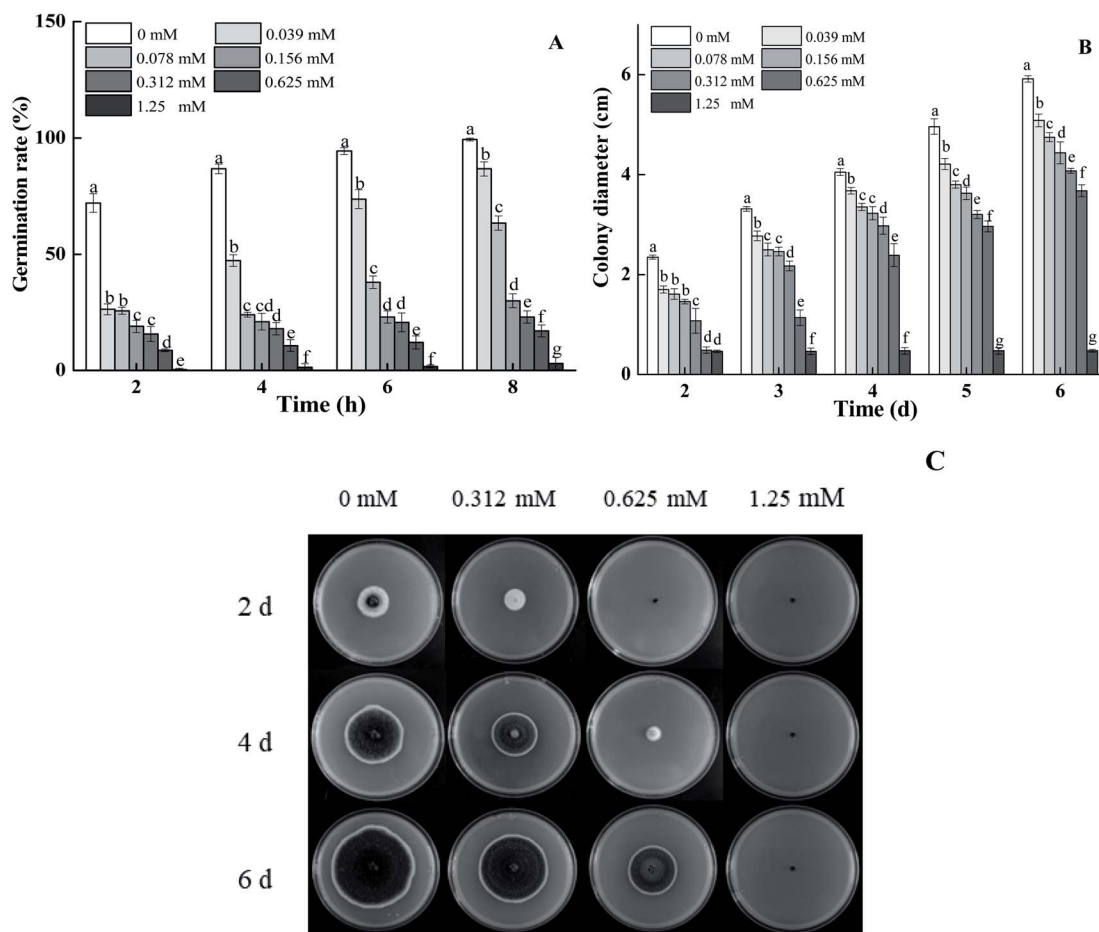 A
150
100
50
0
Germination rate (%)
0 mM 0.039 mM
0.078 mM 0.156 mM
0.312 mM 0.625 mM
1.25 mM
a b b c c d e
a b c cd d e f
a b c d d e f
a b c d e f g
2 4 6 8
Time (h)
B
6
4
2
0
Colony diameter (cm)
0 mM 0.039 mM
0.078 mM 0.156 mM
0.312 mM 0.625 mM
1.25 mM
a b b b c d d
a b c c d e f
a b c c d e f
a b c d e f g
a b c d e f g
2 3 4 5 6
Time (d)
C
0 mM 0.312 mM 0.625 mM 1.25 mM
2 d
4 d
6 d